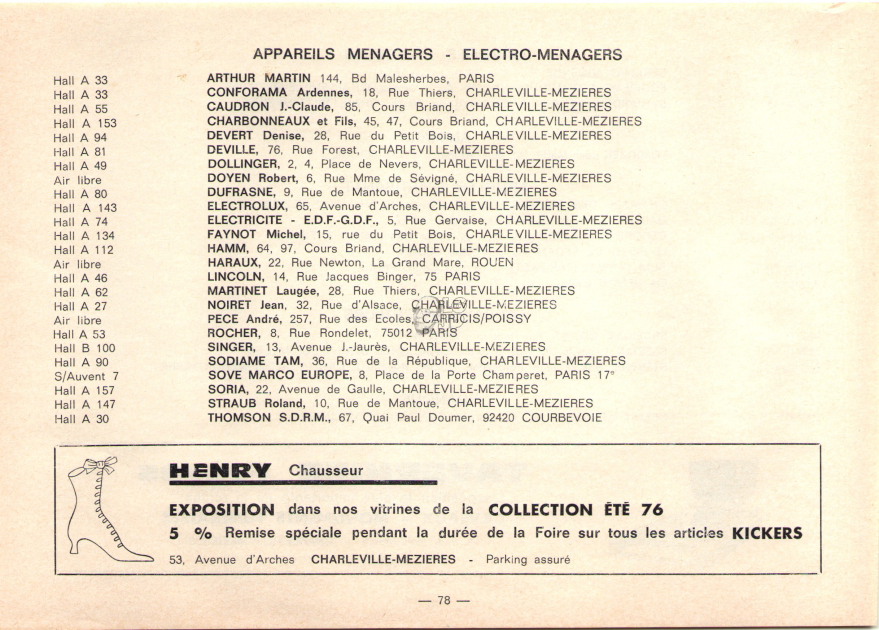 APPAREILS MENAGERS - ELECTRO-MENAGERS
Hall A 33 ARTHUR MARTIN 144, Bd Malesherbes, PARIS
Hall A 33 CONFORAMA Ardennes, 18, Rue Thiers, CHARLEVILLE-MEZIERES
Hall A 55 CAUDRON J.-Claude, 85, Cours Briand, CHARLEVILLE-MEZIERES
Hall A 153 CHARBONNEAUX et Fils, 45, 47, Cours Briand, CHARLEVILLE-MEZIERES
Hall A 94 DEVERT Denise, 28, Rue du Petit Bois, CHARLEVILLE-MEZIERES
Hall A 81 DEVILLE, 76, Rue Forest, CHARLEVILLE-MEZIERES
Hall A 49 DOLLINGER, 2, 4, Place de Nevers, CHARLEVILLE-MEZIERES
Air libre DOYEN Robert, 6, Rue Mme de Sévigné, CHARLEVILLE-MEZIERES
Hall A 80 DUFRASNE, 9, Rue de Mantoue, CHARLEVILLE-MEZIERES
Hall A 143 ELECTROLUX, 65, Avenue d'Arches, CHARLEVILLE-MEZIERES
Hall A 74 ELECTRICITE - E.D.F.-G.D.F., 5, Rue Gervaise, CHARLEVILLE-MEZIERES
Hall A 134 FAYNOT Michel, 15, rue du Petit Bois, CHARLEVILLE-MEZIERES
Hall A 112 HAMM, 64, 97, Cours Briand, CHARLEVILLE-MEZIERES
Air libre HARAUX, 22, Rue Newton, La Grand Mare, ROUEN
Hall A 46 LINCOLN, 14, Rue Jacques Binger, 75 PARIS
Hall A 62 MARTINET Laugée, 28, Rue Thiers, CHARLEVILLE-MEZIERES
Hall A 27 NOIRET Jean, 32, Rue d'Alsace, CHARLEVILLE-MEZIERES
Air libre PECE André, 257, Rue des Ecoles, CARRICIS/POISSY
Hall A 53 ROCHER, 8, Rue Rondelet, 75012 PARIS
Hall B 100 SINGER, 13, Avenue J.-Jaurès, CHARLEVILLE-MEZIERES
Hall A 90 SODIAME TAM, 36, Rue de la République, CHARLEVILLE-MEZIERES
S/Auvent 7 SOVE MARCO EUROPE, 8, Place de la Porte Champeret, PARIS 17e
Hall A 157 SORIA, 22, Avenue de Gaulle, CHARLEVILLE-MEZIERES
Hall A 147 STRAUB Roland, 10, Rue de Mantoue, CHARLEVILLE-MEZIERES
Hall A 30 THOMSON S.D.R.M., 67, Quai Paul Doumer, 92420 COURBEVOIE
HENRY Chausseur
EXPOSITION dans nos vitrines de la COLLECTION ÉTÉ 76
5 % Remise spéciale pendant la durée de la Foire sur tous les articles KICKERS
53, Avenue d'Arches CHARLEVILLE-MEZIERES - Parking assuré
— 78 —